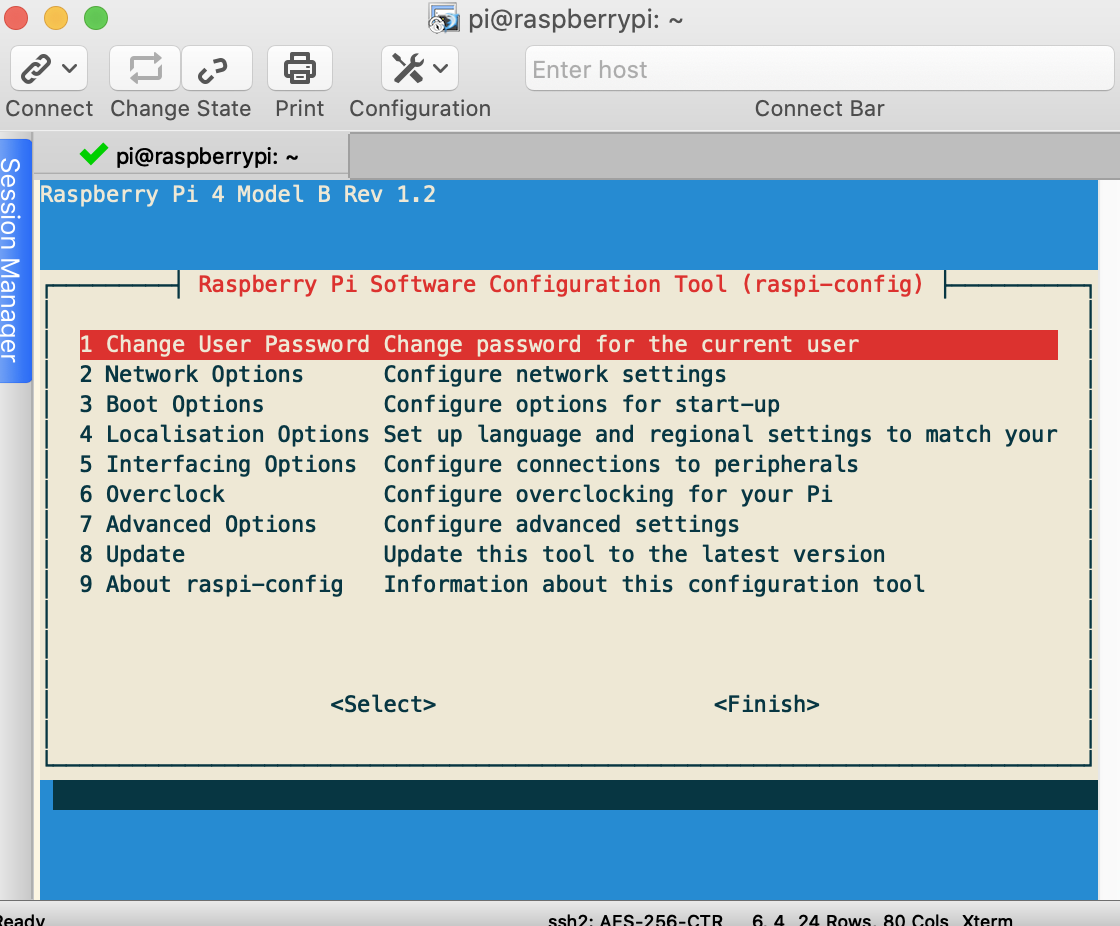 pi@raspberrypi: ~
Connect
Change State
Print
Configuration
Enter host
Connect Bar
Session Manager
pi@raspberrypi: ~
Raspberry Pi 4 Model B Rev 1.2
Raspberry Pi Software Configuration Tool (raspi-config)
1 Change User Password Change password for the current user
2 Network Options Configure network settings
3 Boot Options Configure options for start-up
4 Localisation Options Set up language and regional settings to match your
5 Interfacing Options Configure connections to peripherals
6 Overclock Configure overclocking for your Pi
7 Advanced Options Configure advanced settings
8 Update Update this tool to the latest version
9 About raspi-config Information about this configuration tool
<Select> <Finish>
Ready ssh2: AES-256-CTR 6, 4 24 Rows, 80 Cols Xterm